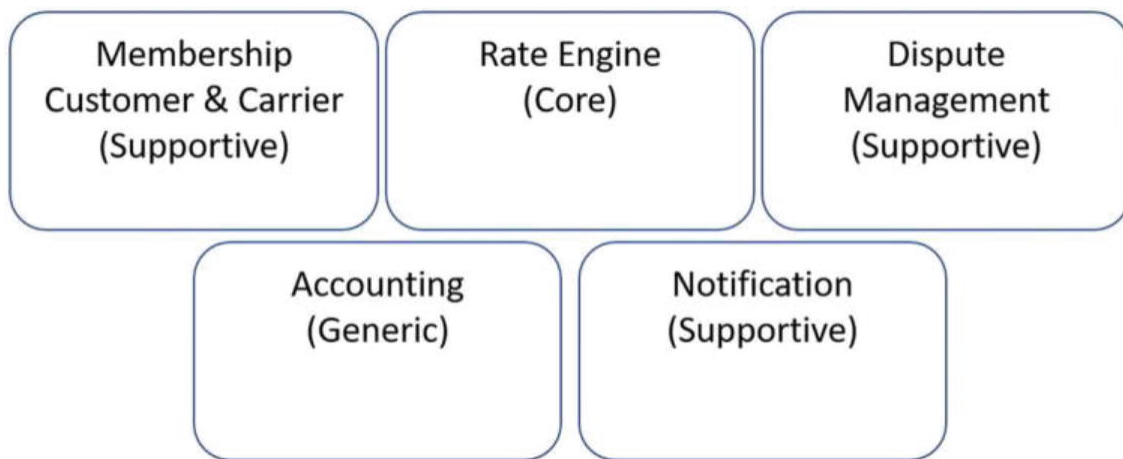 Membership
Customer & Carrier
(Supportive)
Rate Engine
(Core)
Dispute
Management
(Supportive)
Accounting
(Generic)
Notification
(Supportive)